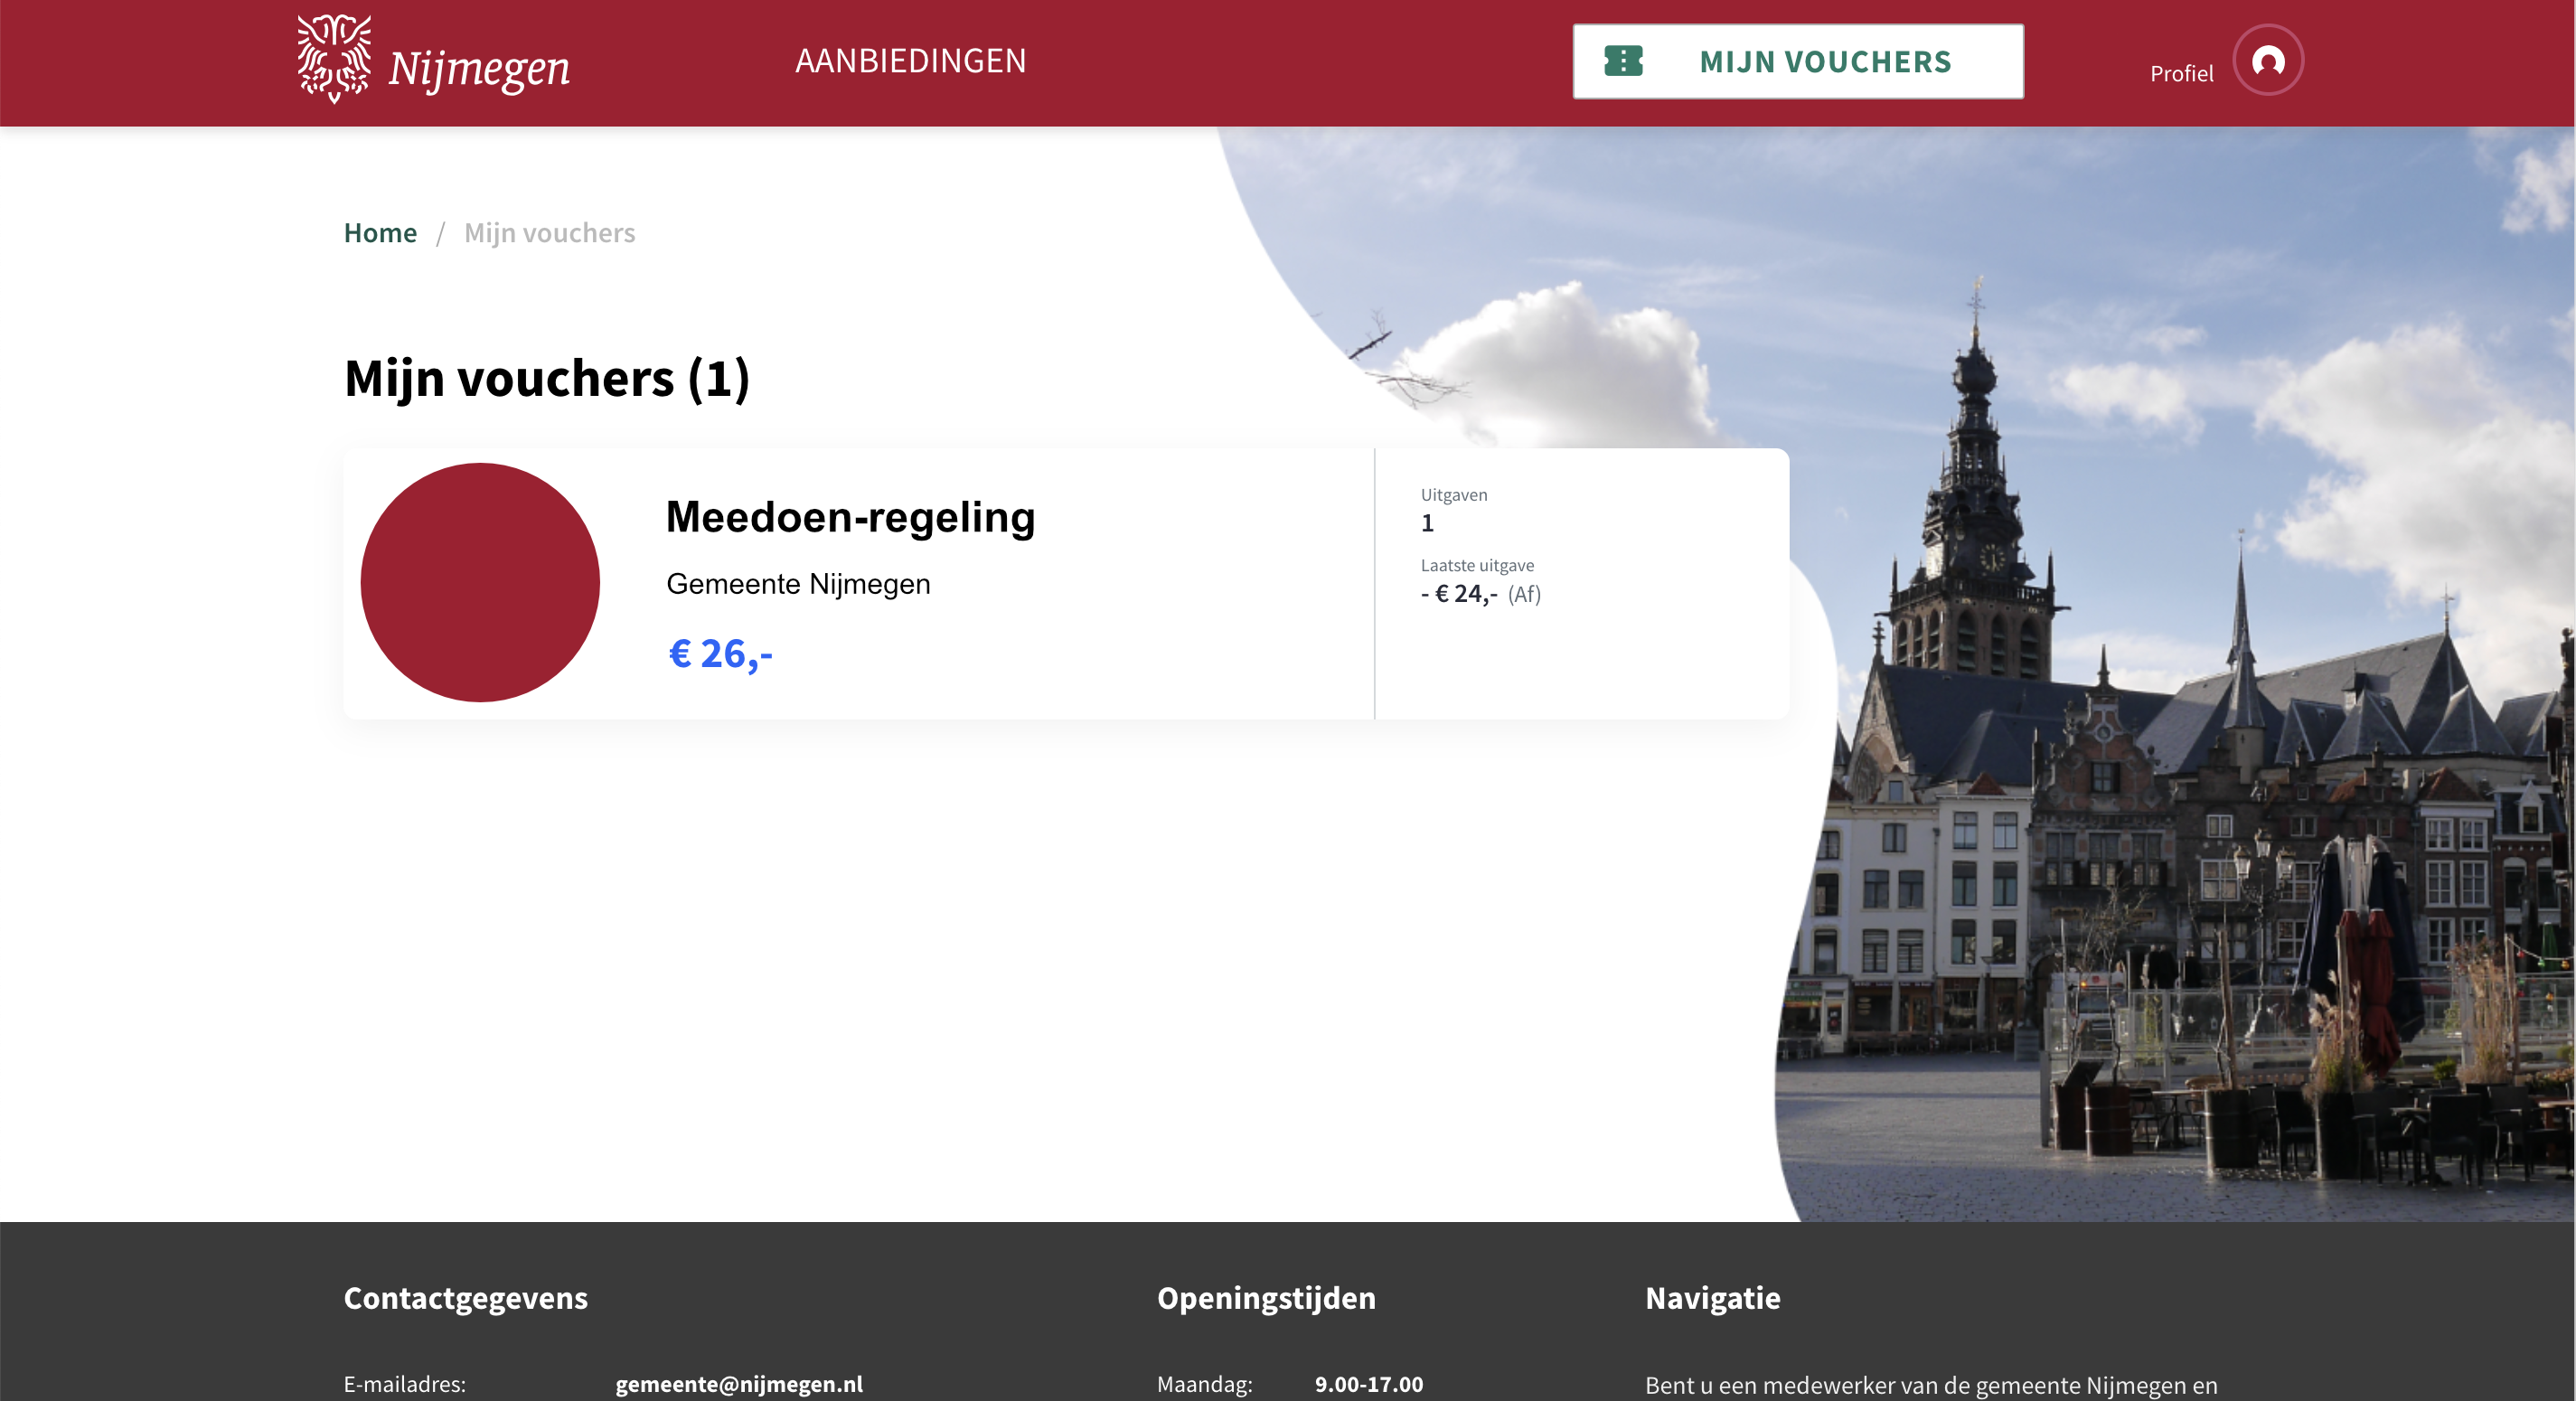 Nijmegen
AANBIEDINGEN
MIJN VOUCHERS
Profiel
Home / Mijn vouchers
Mijn vouchers (1)
Meedoen-regeling
Gemeente Nijmegen
€ 26,-
Uitgaven
1
Laatste uitgave
- € 24,- (Af)
Contactgegevens
E-mailadres: gemeente@nijmegen.nl
Openingstijden
Maandag: 9.00-17.00
Navigatie
Bent u een medewerker van de gemeente Nijmegen en